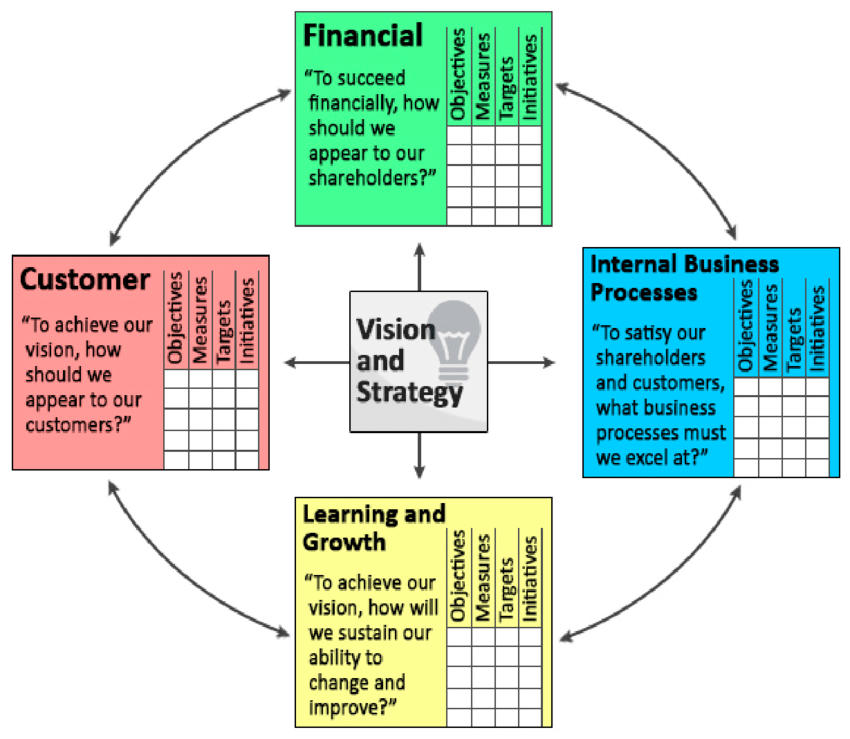 Financial
“To succeed
financially, how
should we
appear to our
shareholders?”
Objectives
Measures
Targets
Initiatives
Customer
“To achieve our
vision, how
should we
appear to our
customers?”
Objectives
Measures
Targets
Initiatives
Vision
and
Strategy
Internal Business
Processes
“To satisy our
shareholders
and customers,
what business
processes must
we excel at?”
Objectives
Measures
Targets
Initiatives
Learning and
Growth
“To achieve our
vision, how will
we sustain our
ability to
change and
improve?”
Objectives
Measures
Targets
Initiatives